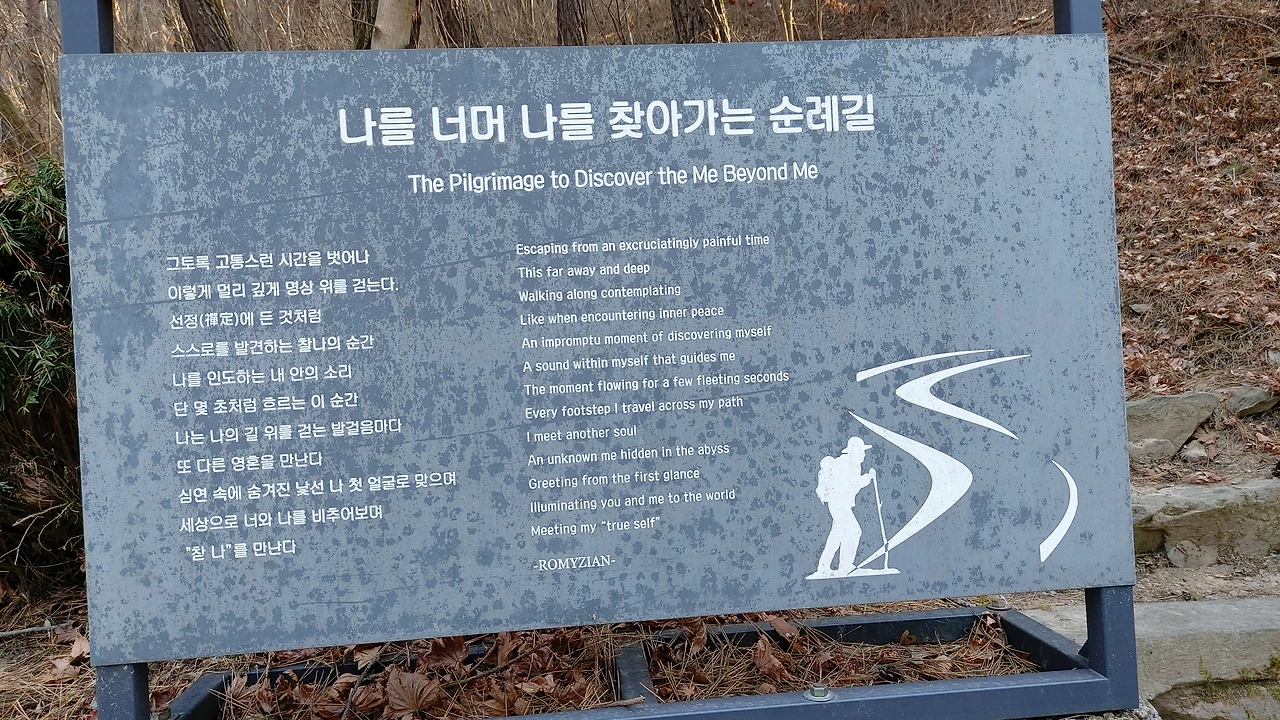 나를 너머 나를 찾아가는 순례길
The Pilgrimage to Discover the Me Beyond Me
그토록 고통스런 시간을 벗어나
이렇게 멀리 깊게 명상 위를 걷는다.
선정(禪定)에 든 것처럼
스스로를 발견하는 찰나의 순간
나를 인도하는 내 안의 소리
단 몇 초처럼 흐르는 이 순간
나는 나의 길 위를 걷는 발걸음마다
또 다른 영혼을 만난다
심연 속에 숨겨진 낯선 나 첫 얼굴로 맞으며
세상으로 너와 나를 비추어보며
"참 나"를 만난다
Escaping from an excruciatingly painful time
This far away and deep
Walking along contemplating
Like when encountering inner peace
An impromptu moment of discovering myself
A sound within myself that guides me
The moment flowing for a few fleeting seconds
Every footstep I travel across my path
I meet another soul
An unknown me hidden in the abyss
Greeting from the first glance
Illuminating you and me to the world
Meeting my "true self"
-ROMYZIAN-